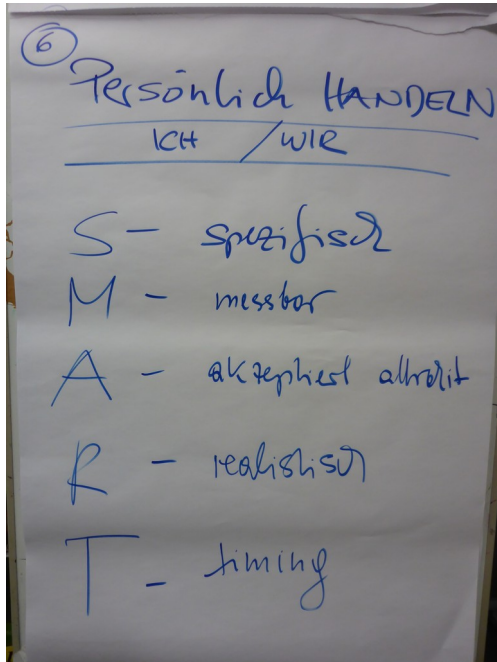 6
Persönlich HANDELN
ICH / WIR
S - spezifisch
M - messbar
A - akzeptiert attraktiv
R - realistisch
T - timing